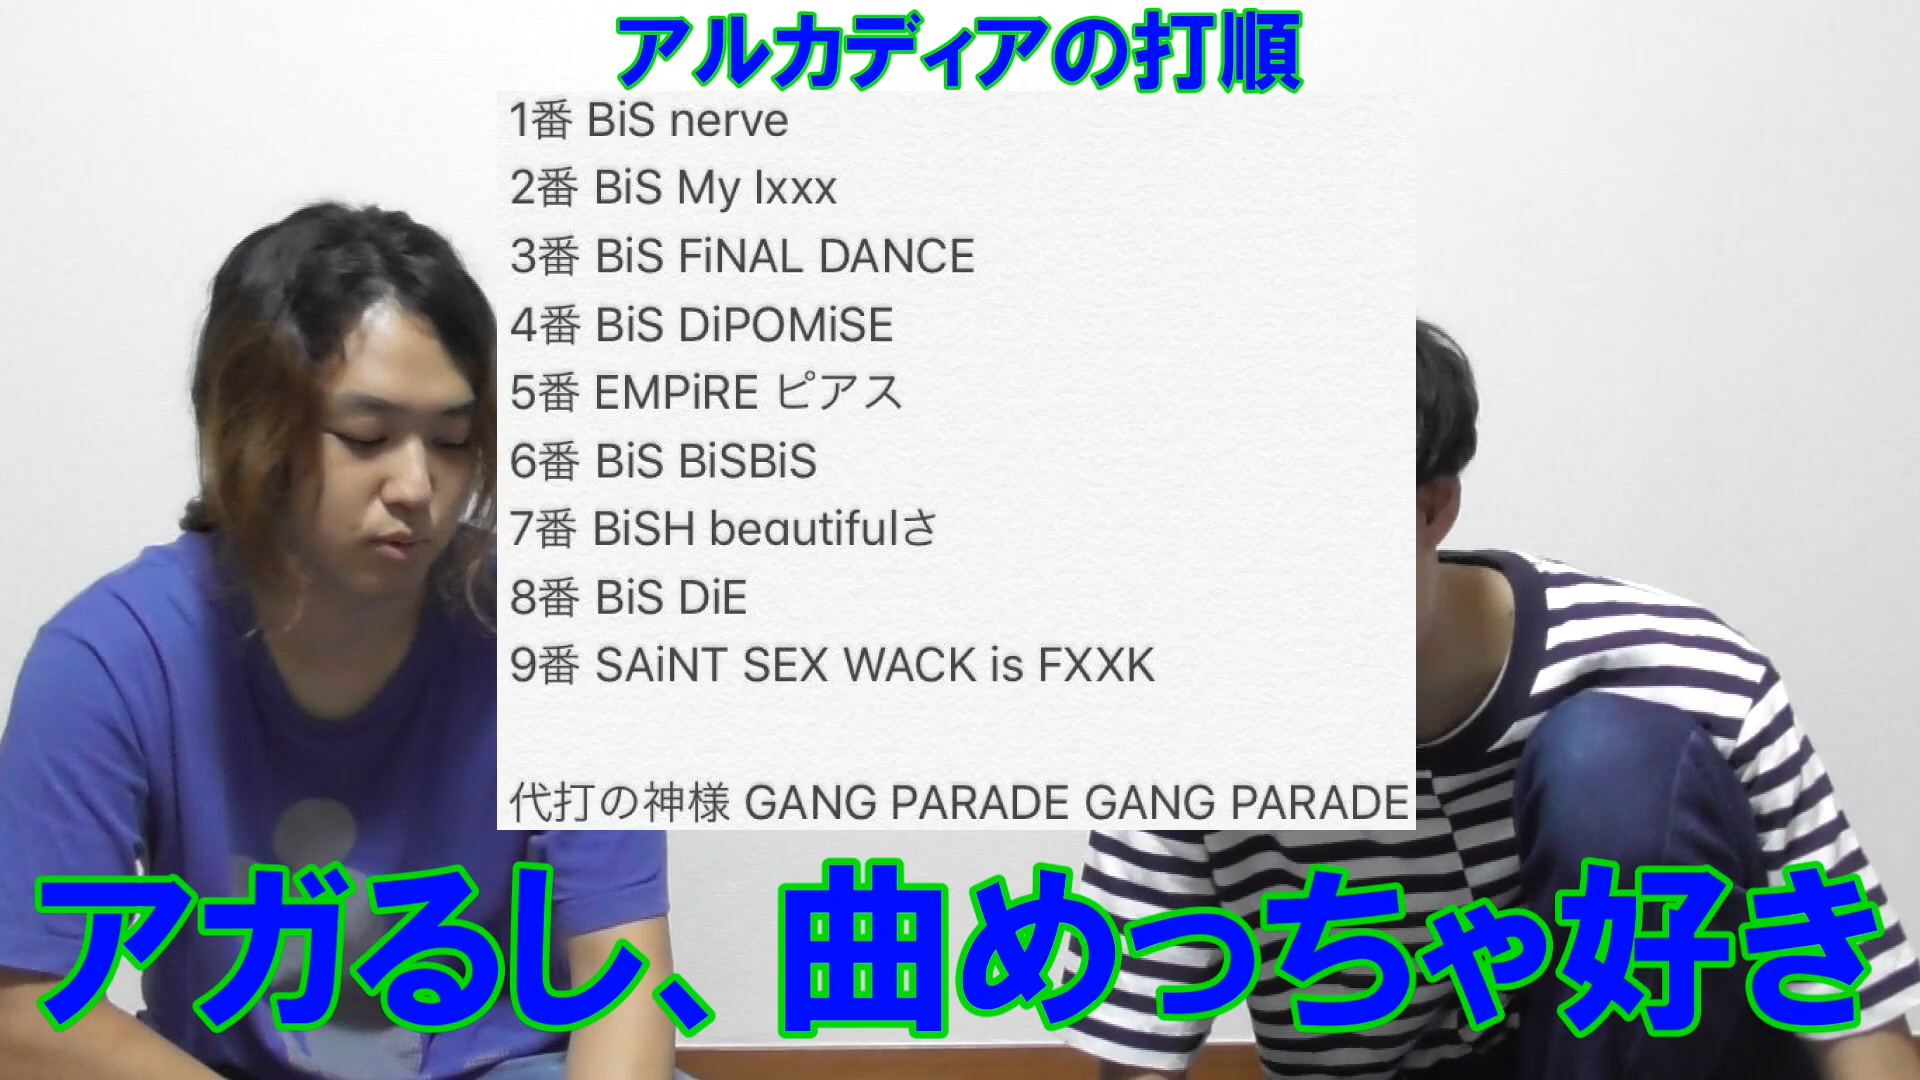 アルカディアの打順
1番 BiS nerve
2番 BiS My Ixxx
3番 BiS FiNAL DANCE
4番 BiS DiPOMiSE
5番 EMPiRE ピアス
6番 BiS BiSBiS
7番 BiSH beautifulさ
8番 BiS DiE
9番 SAiNT SEX WACK is FXXK
代打の神様 GANG PARADE GANG PARADE
アガるし、曲めっちゃ好き